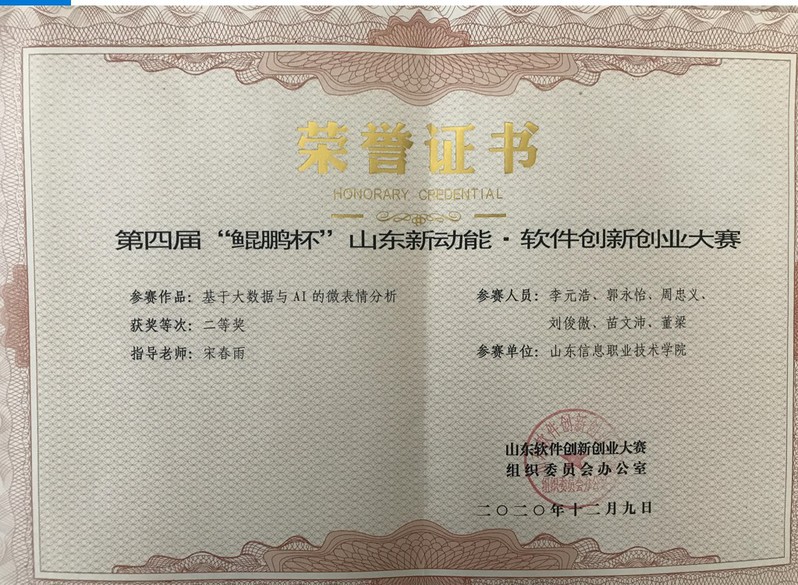 荣誉证书
HONORARY CREDENTIAL
第四届“鲲鹏杯”山东新动能·软件创新创业大赛
参赛作品：基于大数据与 AI 的微表情分析
获奖等次：二等奖
指导老师：宋春雨
参赛人员：李元浩、郭永怡、周忠义、
刘俊傲、苗文沛、董梁
参赛单位：山东信息职业技术学院
山东软件创新创业大赛
组织委员会办公室
二〇二〇年十二月九日